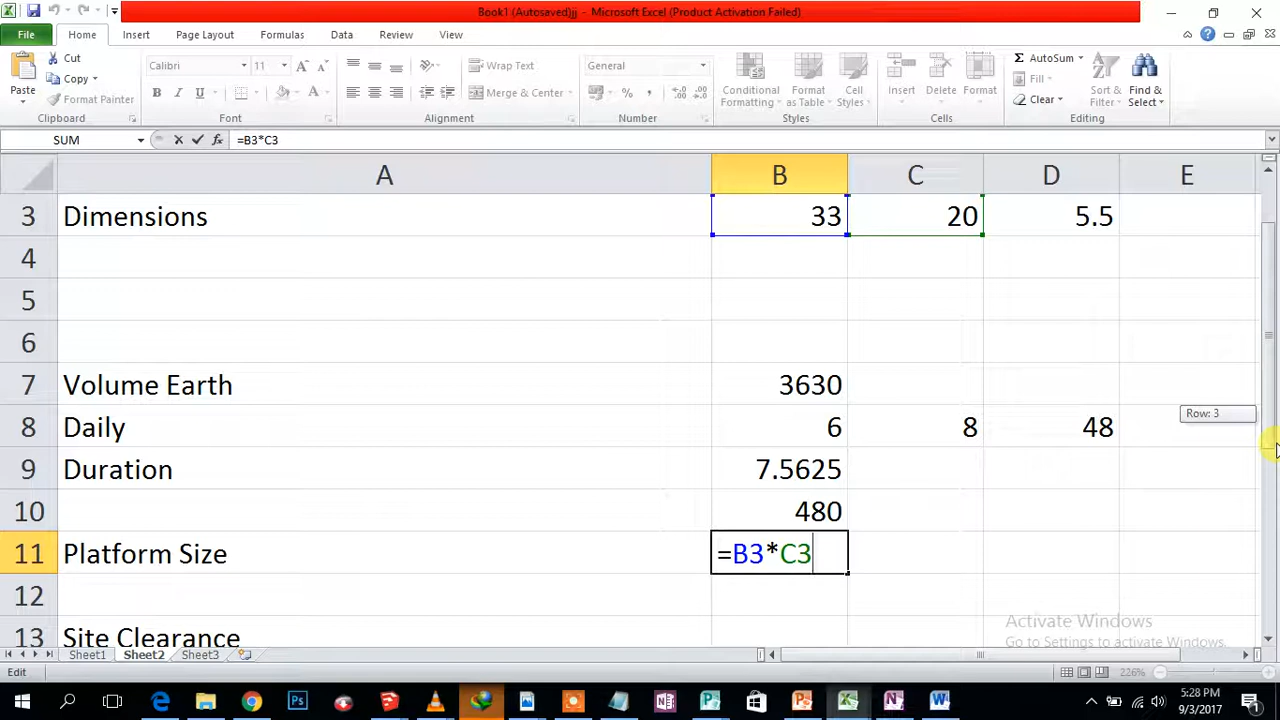 Book1 (Autosaved)jj - Microsoft Excel (Product Activation Failed)
File Home Insert Page Layout Formulas Data Review View
Cut
Copy
Format Painter
Paste
Clipboard
Calibri 11 A A
B I U A
Font
Wrap Text
Merge & Center
Alignment
General
% ,
Number
Conditional Formatting
Format as Table
Cell Styles
Styles
Insert Delete Format
Cells
Σ AutoSum
Fill
Clear
Sort & Filter
Find & Select
Editing
SUM fx =B3*C3
A B C D E
3 Dimensions 33 20 5.5
4
5
6
7 Volume Earth 3630
8 Daily 6 8 48
9 Duration 7.5625
10 480
11 Platform Size =B3*C3
12
13 Site Clearance
Row: 3
Activate Windows
Go to Settings to activate Windows.
Sheet1 Sheet2 Sheet3
Edit 226%
5:28 PM
9/3/2017